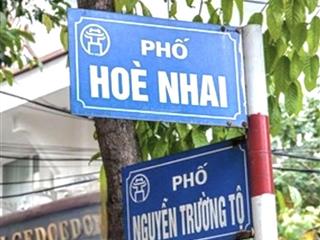 PHỐ
HOÈ NHAI
PHỐ
NGUYỄN TRƯỜNG TỘ